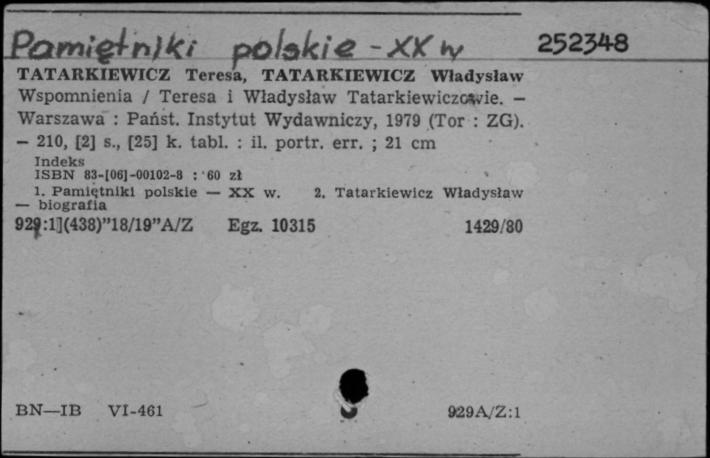 Pamiętniki polskie - XX w 252348
TATARKIEWICZ Teresa, TATARKIEWICZ Władysław
Wspomnienia / Teresa i Władysław Tatarkiewiczowie. —
Warszawa : Państ. Instytut Wydawniczy, 1979 (Tor : ZG).
— 210, [2] s., [25] k. tabl. : il. portr. err. ; 21 cm
Indeks
ISBN 83-[06]-00102-8 : 60 zł
1. Pamiętniki polskie — XX w. 2. Tatarkiewicz Władysław
— biografia
929:1](438)"18/19"A/Z Egz. 10315 1429/80
BN—IB VI-461 929A/Z:1